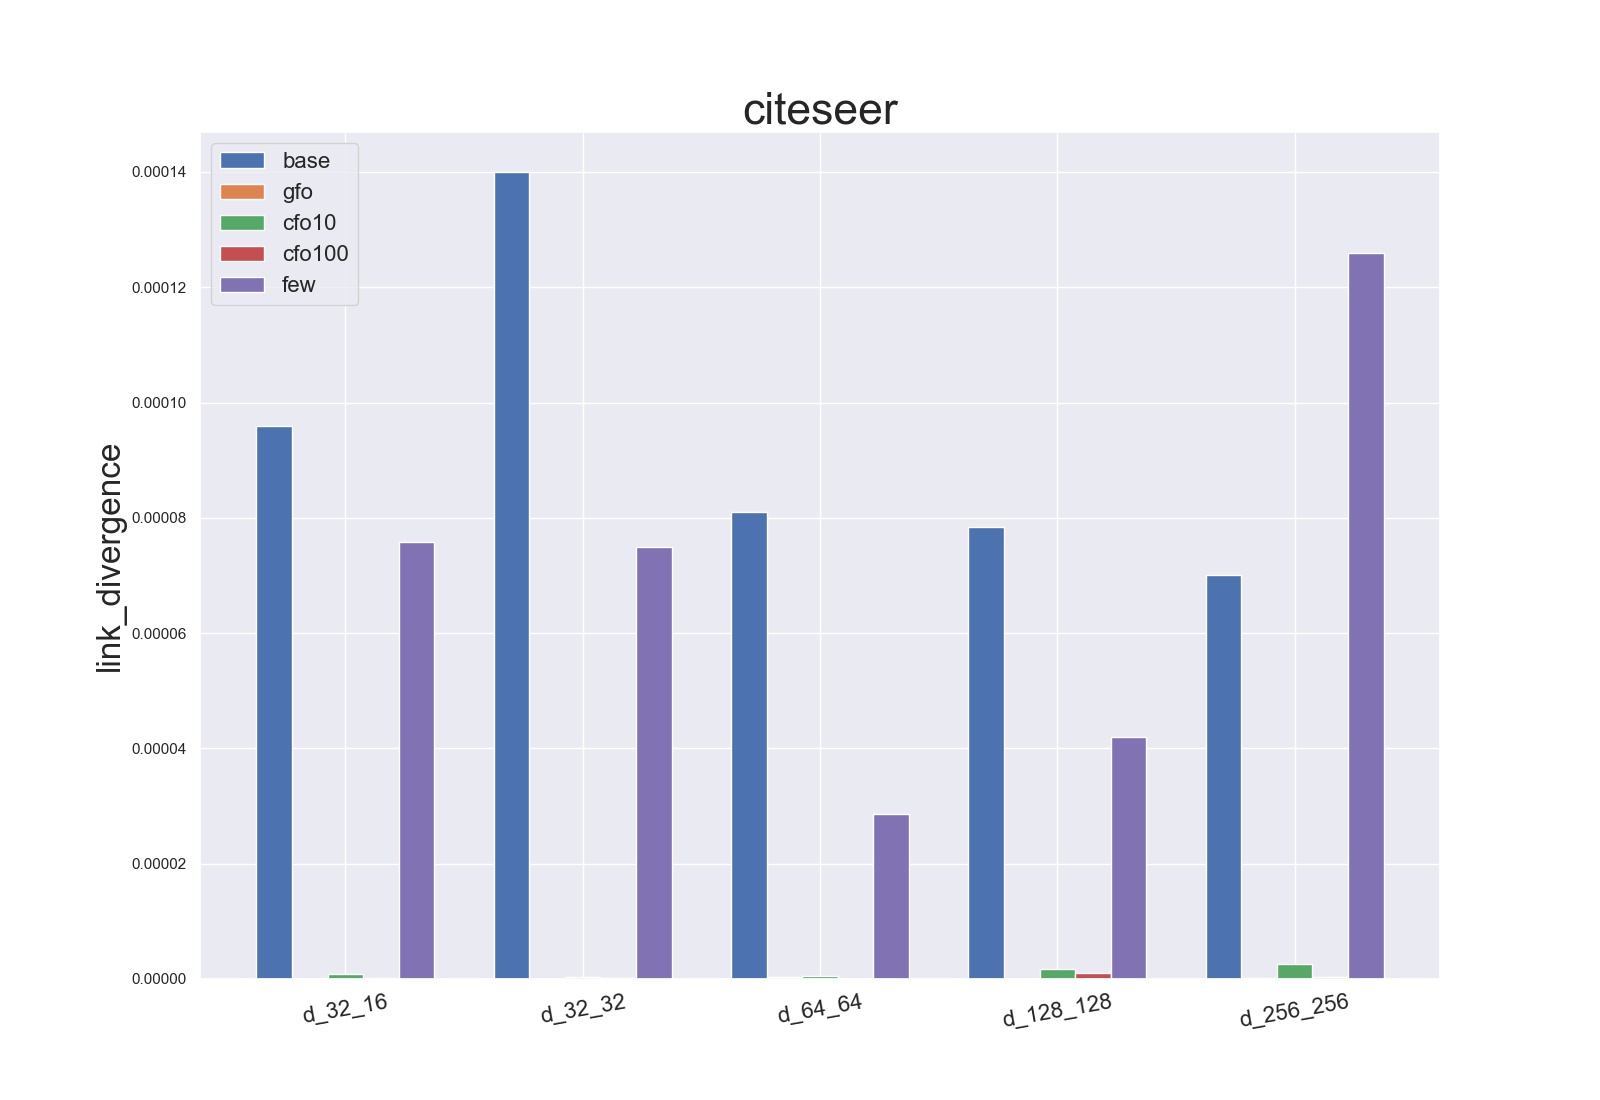 citeseer
base
gfo
cfo10
cfo100
few
link_divergence
0.00014
0.00012
0.00010
0.00008
0.00006
0.00004
0.00002
0.00000
d_32_16
d_32_32
d_64_64
d_128_128
d_256_256